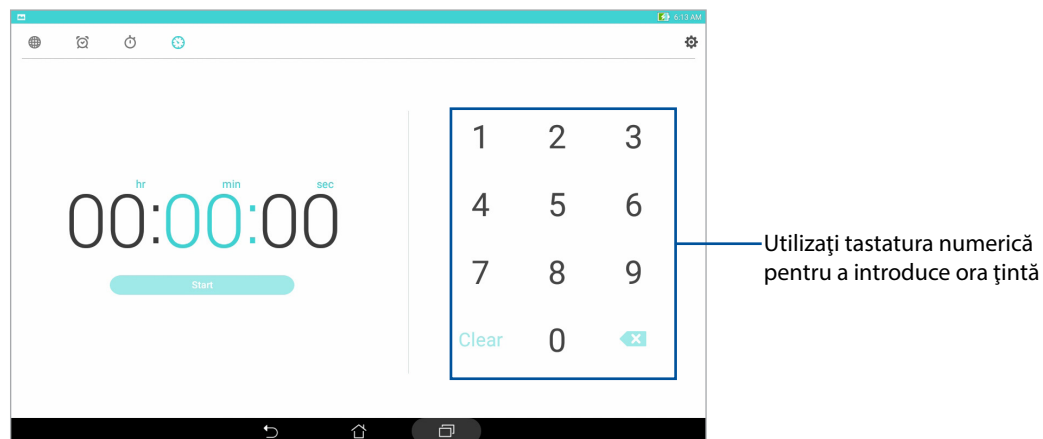 6:13 AM
hr min sec
00:00:00
Start
1 2 3
4 5 6
7 8 9
Clear 0
Utilizaţi tastatura numerică
pentru a introduce ora ţintă